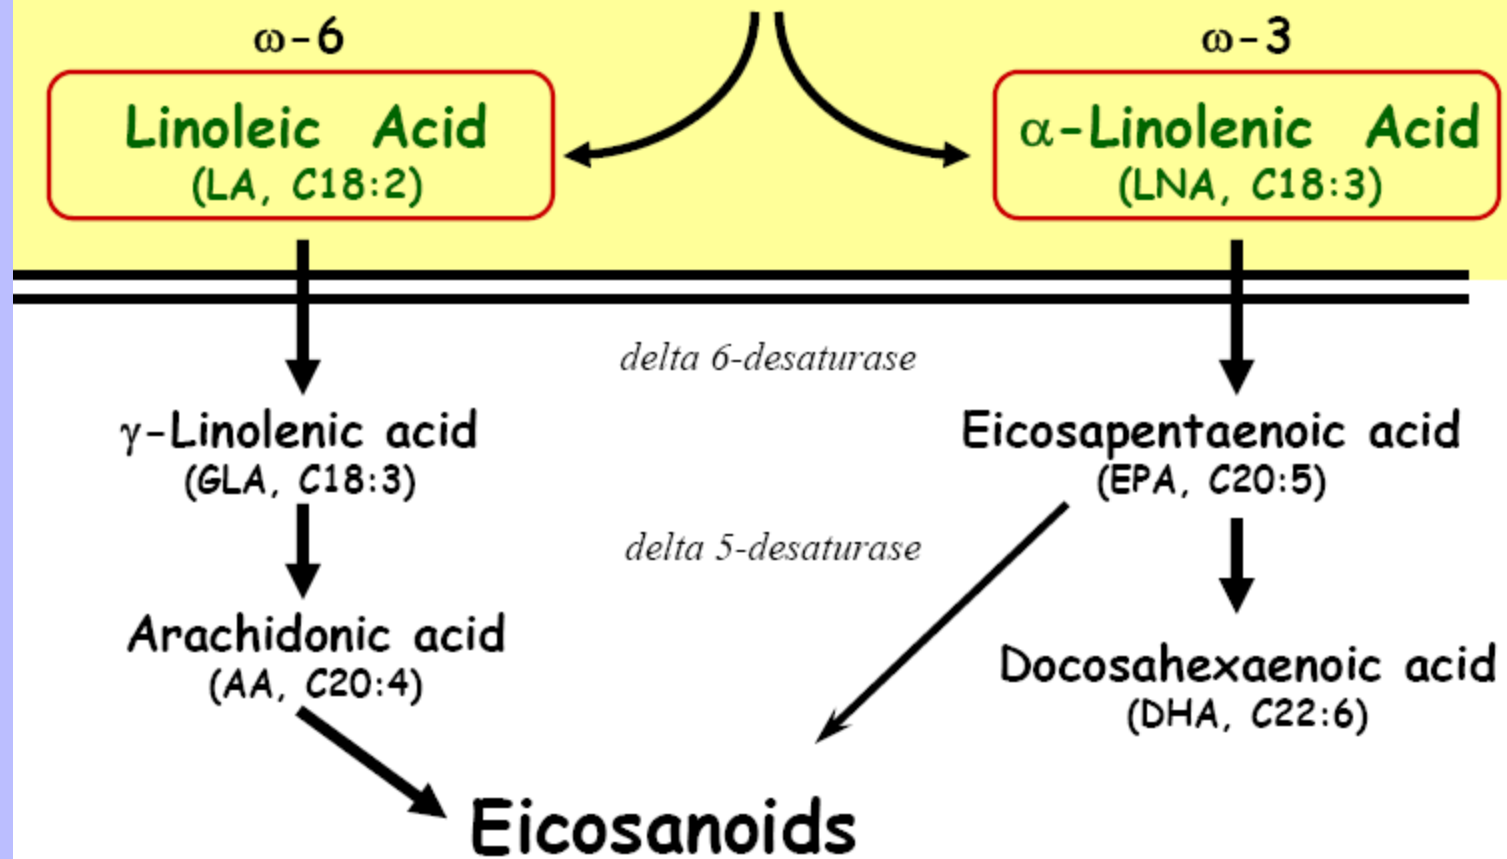 ω-6
ω-3
Linoleic Acid
(LA, C18:2)
α-Linolenic Acid
(LNA, C18:3)
delta 6-desaturase
γ-Linolenic acid
(GLA, C18:3)
Eicosapentaenoic acid
(EPA, C20:5)
delta 5-desaturase
Arachidonic acid
(AA, C20:4)
Docosahexaenoic acid
(DHA, C22:6)
Eicosanoids